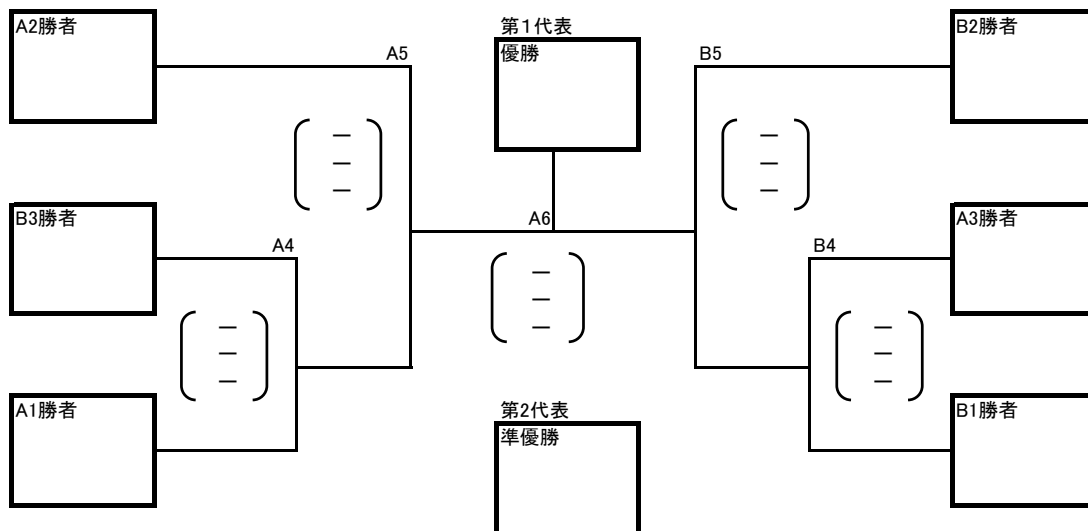 A2勝者
第1代表
B2勝者
優勝
A5
B5
( － － － )
( － － － )
B3勝者
A6
A3勝者
A4
B4
( － － － )
( － － － )
( － － － )
A1勝者
第2代表
B1勝者
準優勝